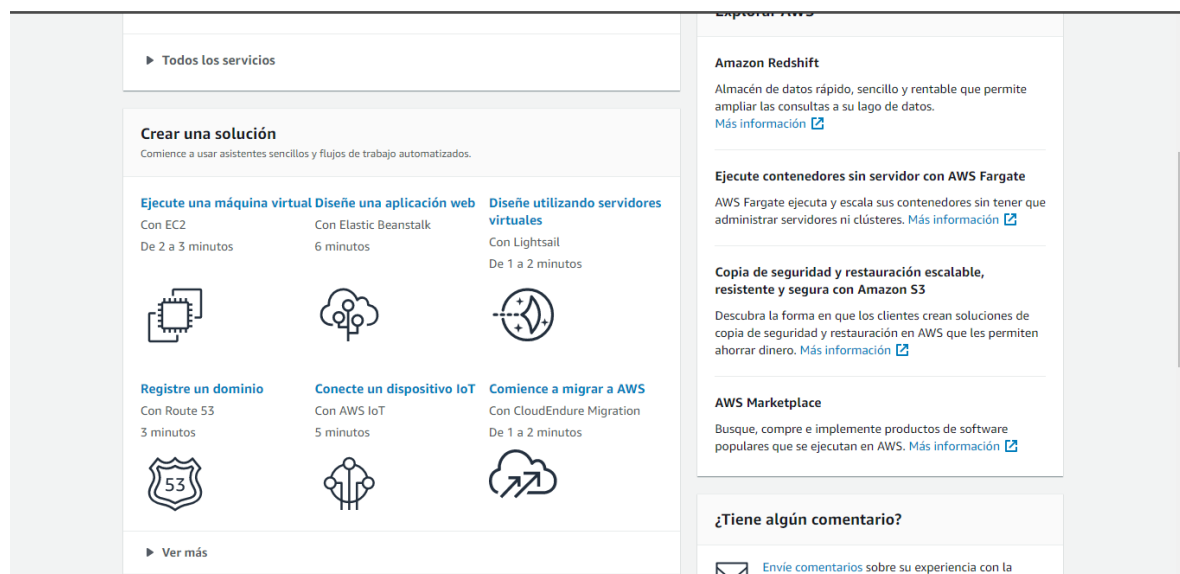 Explorar AWS
▶ Todos los servicios
Crear una solución
Comience a usar asistentes sencillos y flujos de trabajo automatizados.
Ejecute una máquina virtual
Con EC2
De 2 a 3 minutos
Diseñe una aplicación web
Con Elastic Beanstalk
6 minutos
Diseñe utilizando servidores
virtuales
Con Lightsail
De 1 a 2 minutos
Registre un dominio
Con Route 53
3 minutos
53
Conecte un dispositivo IoT
Con AWS IoT
5 minutos
Comience a migrar a AWS
Con CloudEndure Migration
De 1 a 2 minutos
▶ Ver más
Amazon Redshift
Almacén de datos rápido, sencillo y rentable que permite
ampliar las consultas a su lago de datos.
Más información
Ejecute contenedores sin servidor con AWS Fargate
AWS Fargate ejecuta y escala sus contenedores sin tener que
administrar servidores ni clústeres. Más información
Copia de seguridad y restauración escalable,
resistente y segura con Amazon S3
Descubra la forma en que los clientes crean soluciones de
copia de seguridad y restauración en AWS que les permiten
ahorrar dinero. Más información
AWS Marketplace
Busque, compre e implemente productos de software
populares que se ejecutan en AWS. Más información
¿Tiene algún comentario?
Envíe comentarios sobre su experiencia con la